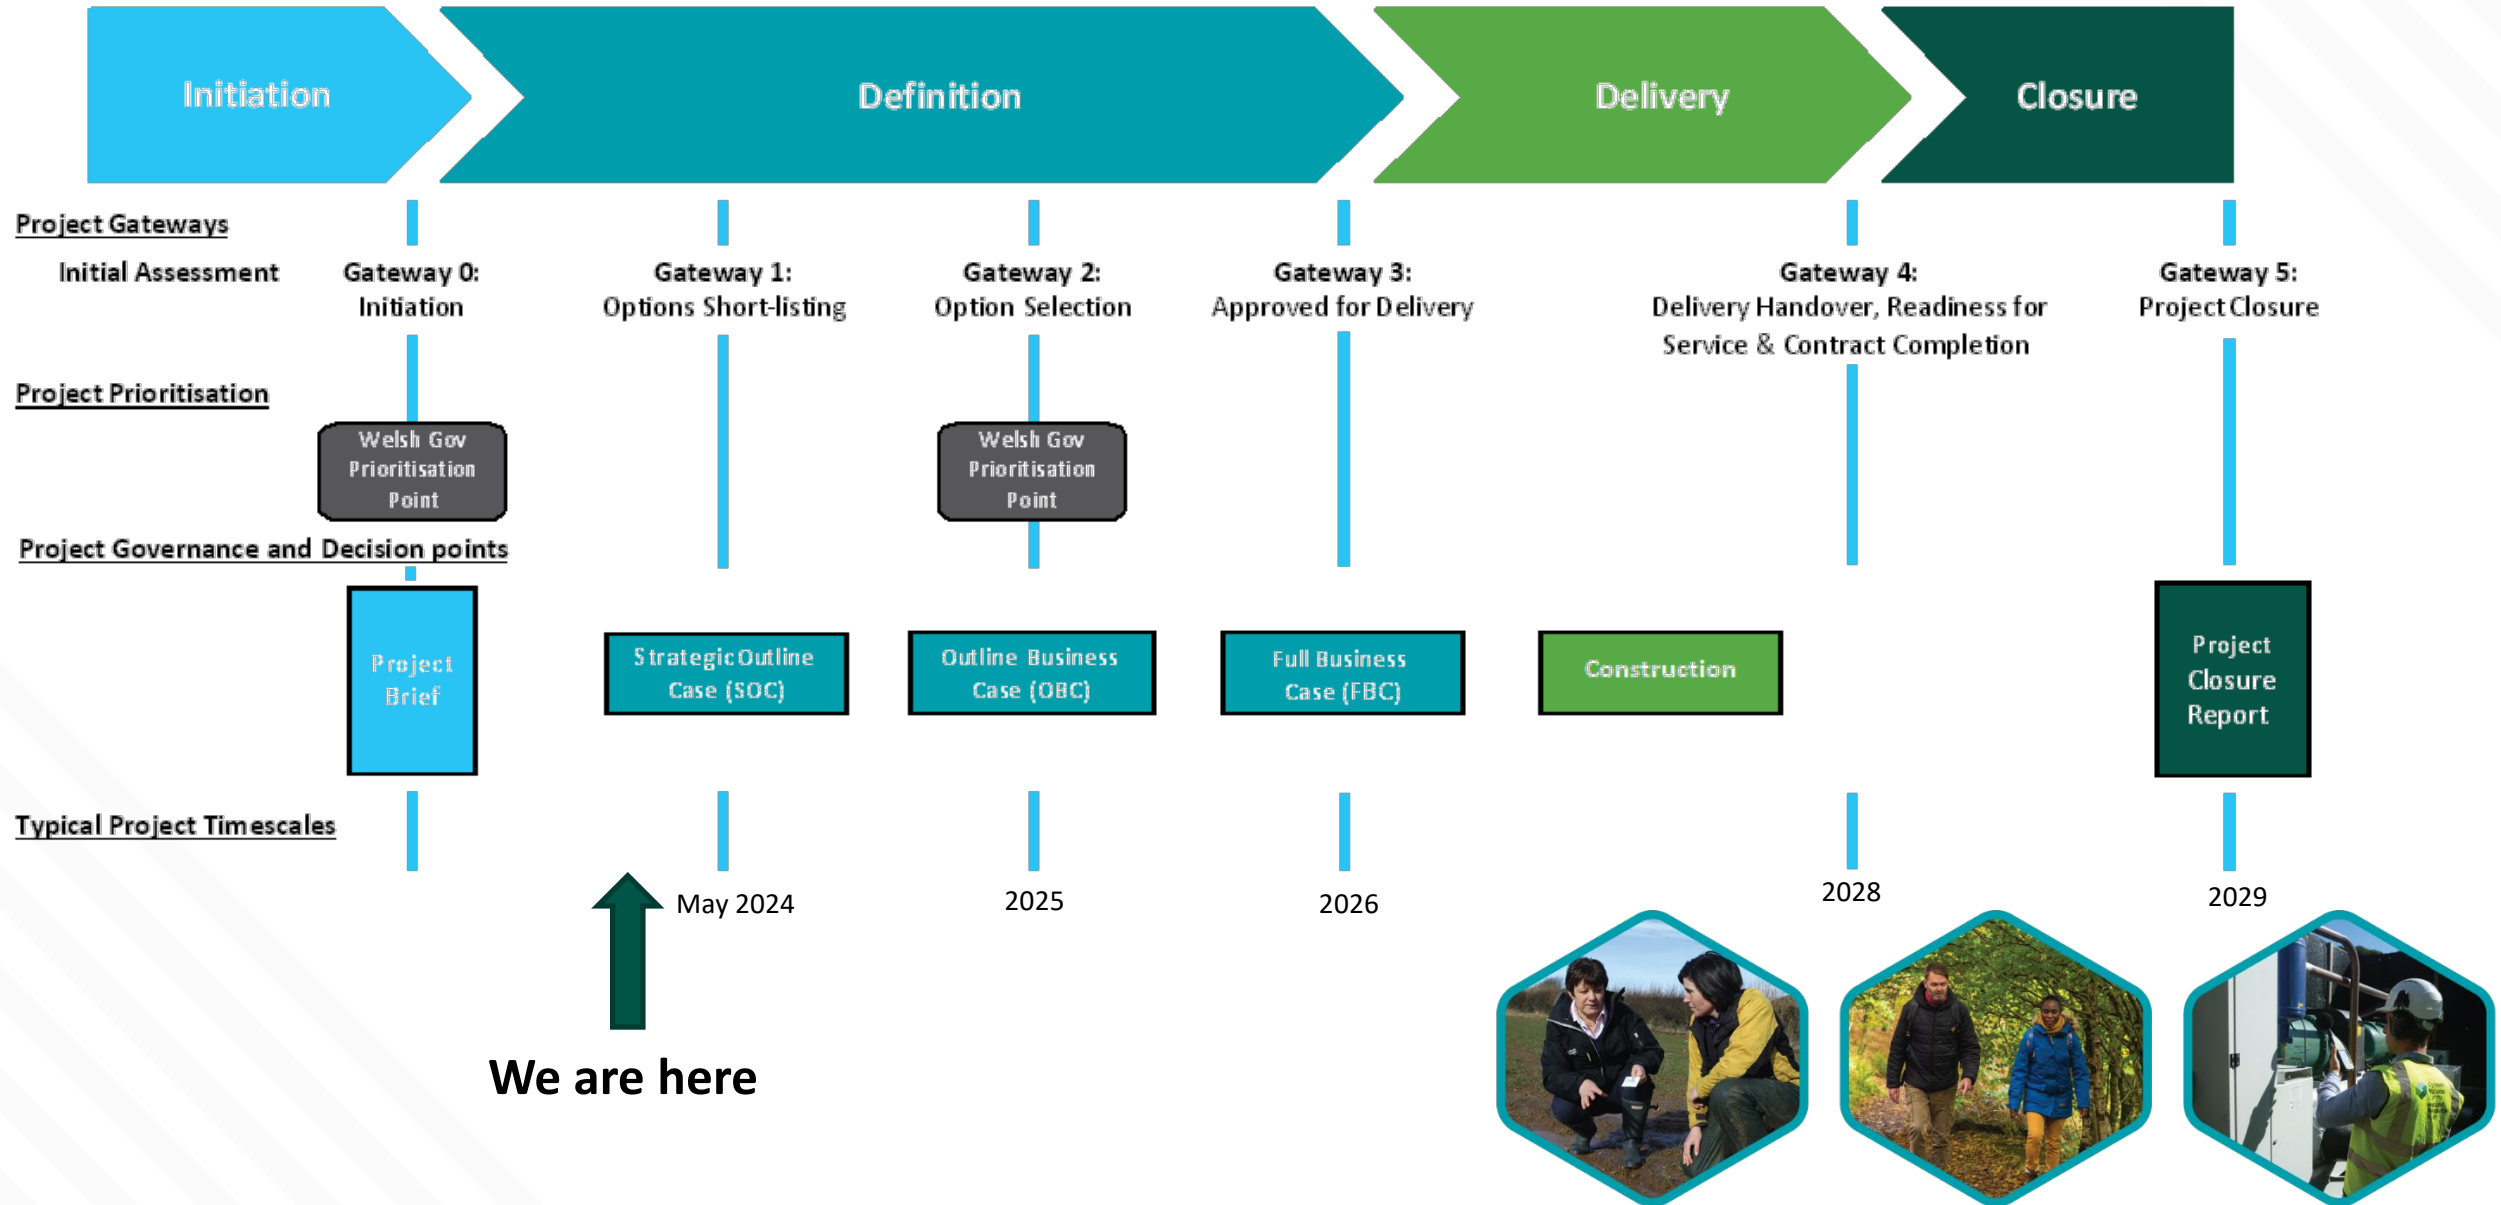 Initiation
Definition
Delivery
Closure
Project Gateways
Initial Assessment
Gateway 0:
Initiation
Gateway 1:
Options Short-listing
Gateway 2:
Option Selection
Gateway 3:
Approved for Delivery
Gateway 4:
Delivery Handover, Readiness for
Service & Contract Completion
Gateway 5:
Project Closure
Project Prioritisation
Welsh Gov
Prioritisation
Point
Welsh Gov
Prioritisation
Point
Project Governance and Decision points
Project
Brief
Strategic Outline
Case (SOC)
Outline Business
Case (OBC)
Full Business
Case (FBC)
Construction
Project
Closure
Report
Typical Project Timescales
May 2024
2025
2026
2028
2029
We are here